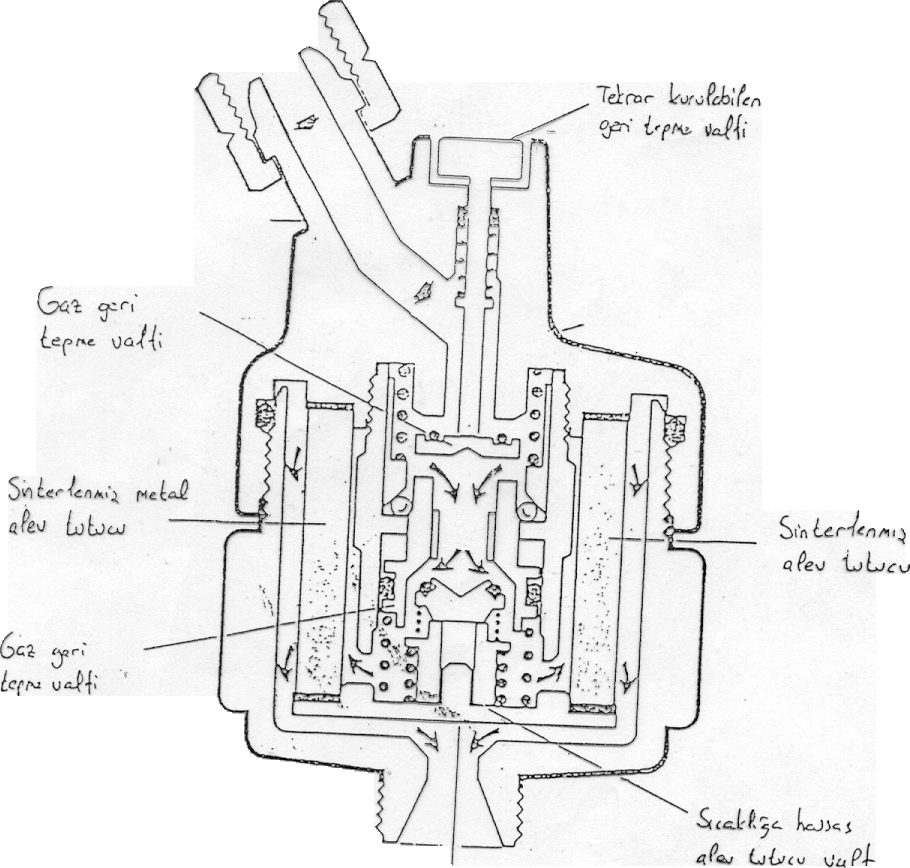 Tekrar kurulabilen
geri tepme valfi
Gaz geri
tepme valfi
Sinterlenmiş metal
alev tutucu
Sinterlenmiş
alev tutucu
Gaz geri
tepme valfi
Sıcaklığa hassas
alev tutucu valf